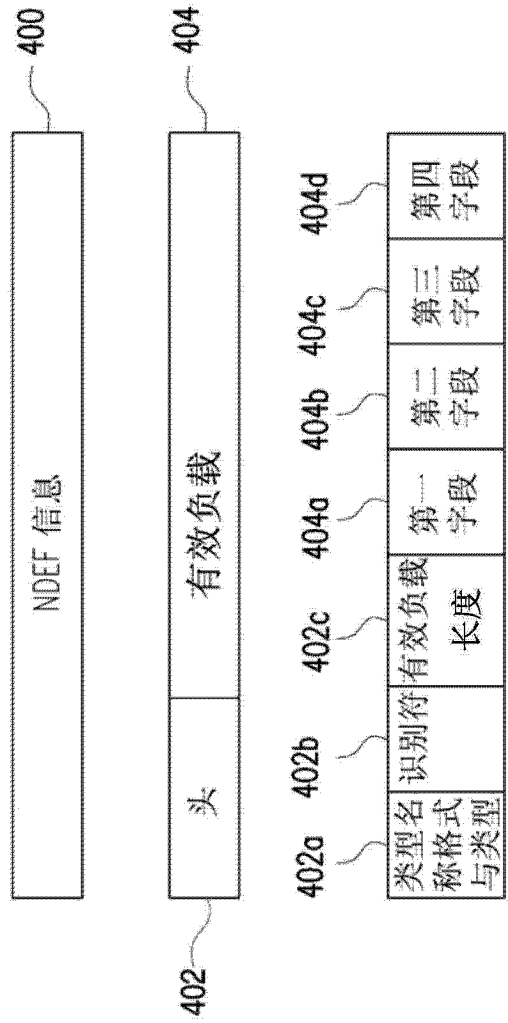 400
NDEF 信息
404
有效负载
头
402
402a
402b
402c
404a
404b
404c
404d
类型名
称格式
与类型
识别符
有效负载
长度
第一
字段
第二
字段
第三
字段
第四
字段